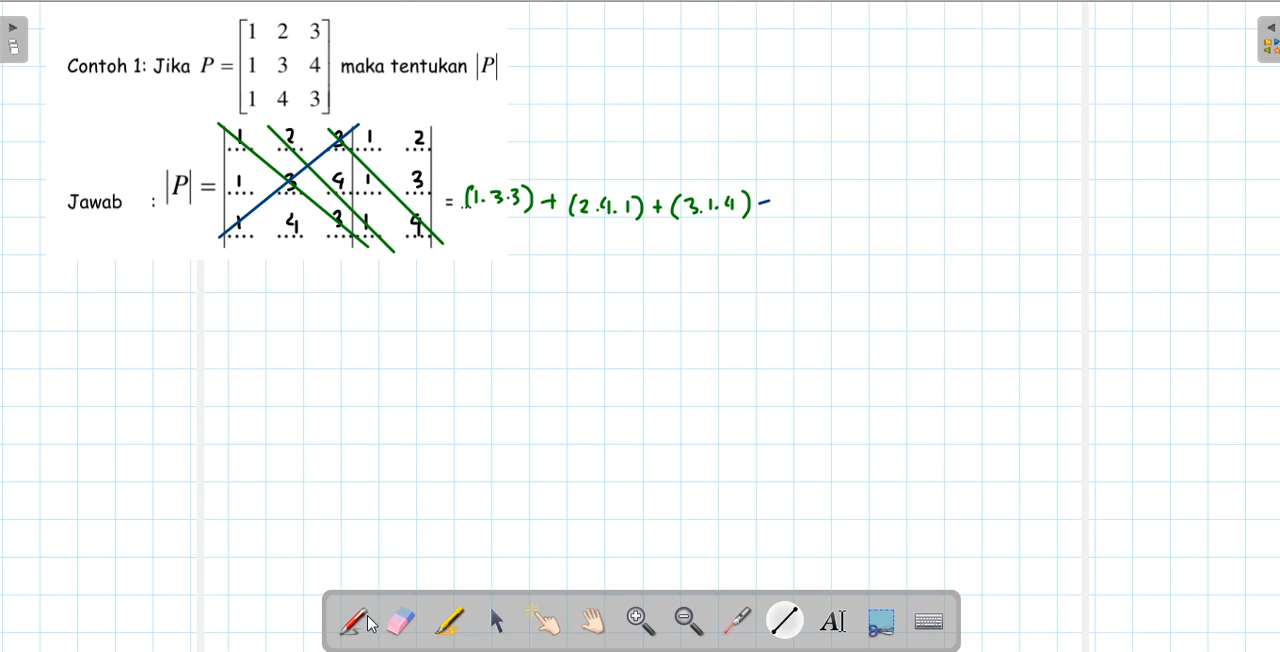 Contoh 1: Jika P = [1 2 3
1 3 4
1 4 3] maka tentukan |P|
Jawab : |P| = |1 2 3| 1 2|
1 3 4| 1 3
1 4 3| 1 4 = (1.3.3) + (2.4.1) + (3.1.4) -
AI